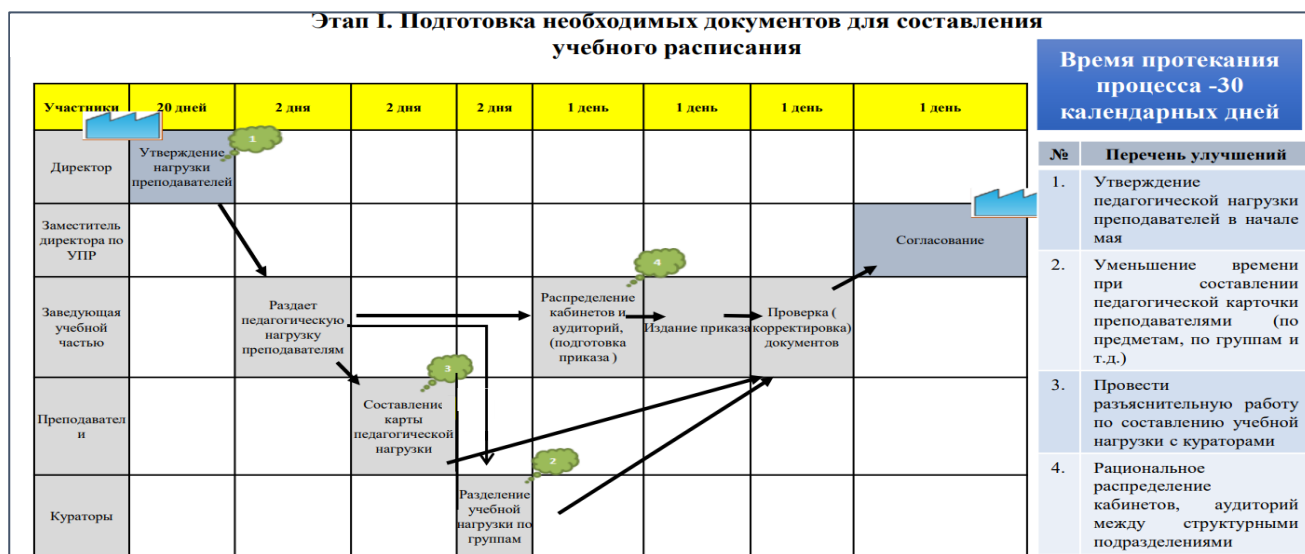 Этап I. Подготовка необходимых документов для составления
учебного расписания
Время протекания
процесса -30
календарных дней
Участники
20 дней
2 дня
2 дня
2 дня
1 день
1 день
1 день
1 день
Директор
Утверждение
нагрузки
преподавателей
1
Заместитель
директора по
УПР
Согласование
Заведующая
учебной
частью
Раздает
педагогическую
нагрузку
преподавателям
Распределение
кабинетов и
аудиторий,
(подготовка
приказа )
4
Издание приказа
Проверка (
корректировка)
документов
Преподавател
и
Составление
карты
педагогической
нагрузки
3
Кураторы
Разделение
учебной
нагрузки по
группам
2
№
Перечень улучшений
1.
Утверждение
педагогической нагрузки
преподавателей в начале
мая
2.
Уменьшение времени
при составлении
педагогической карточки
преподавателями (по
предметам, по группам и
т.д.)
3.
Провести
разъяснительную работу
по составлению учебной
нагрузки с кураторами
4.
Рациональное
распределение
кабинетов, аудиторий
между структурными
подразделениями